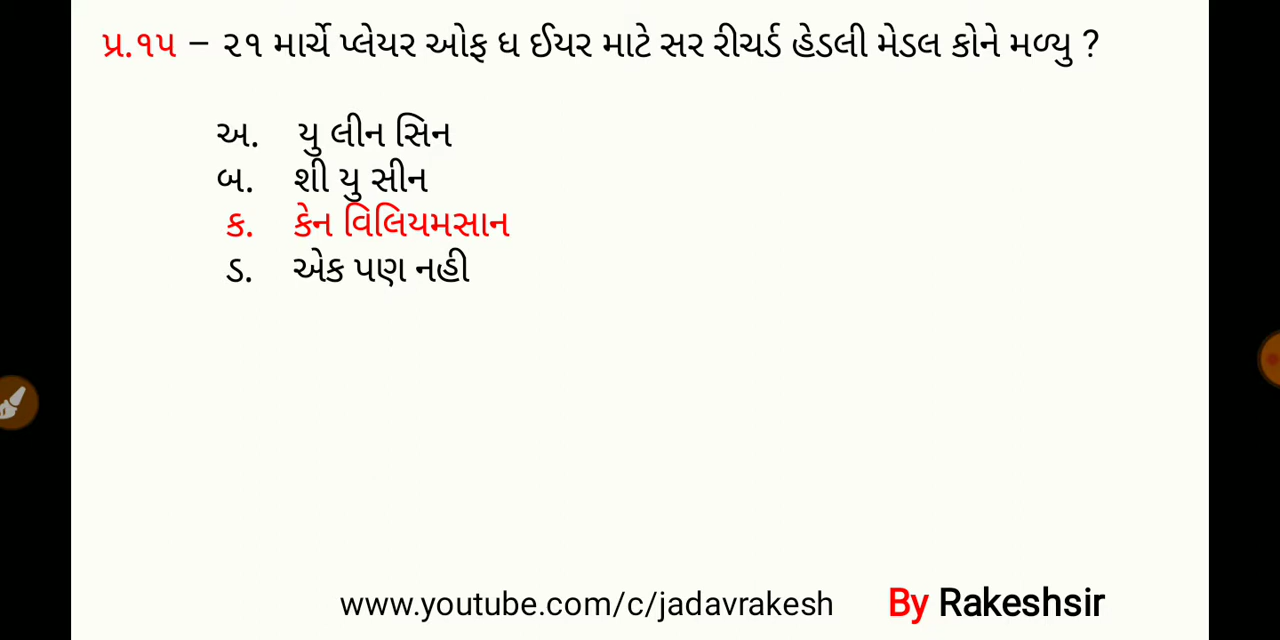 પ્ર.૧૫ – ૨૧ માર્ચે પ્લેયર ઓફ ધ ઈયર માટે સર રીચર્ડ હેડલી મેડલ કોને મળ્યુ ?
અ. યુ લીન સિન
બ. શી યુ સીન
ક. કેન વિલિયમસાન
ડ. એક પણ નહી
www.youtube.com/c/jadavrakesh By Rakeshsir